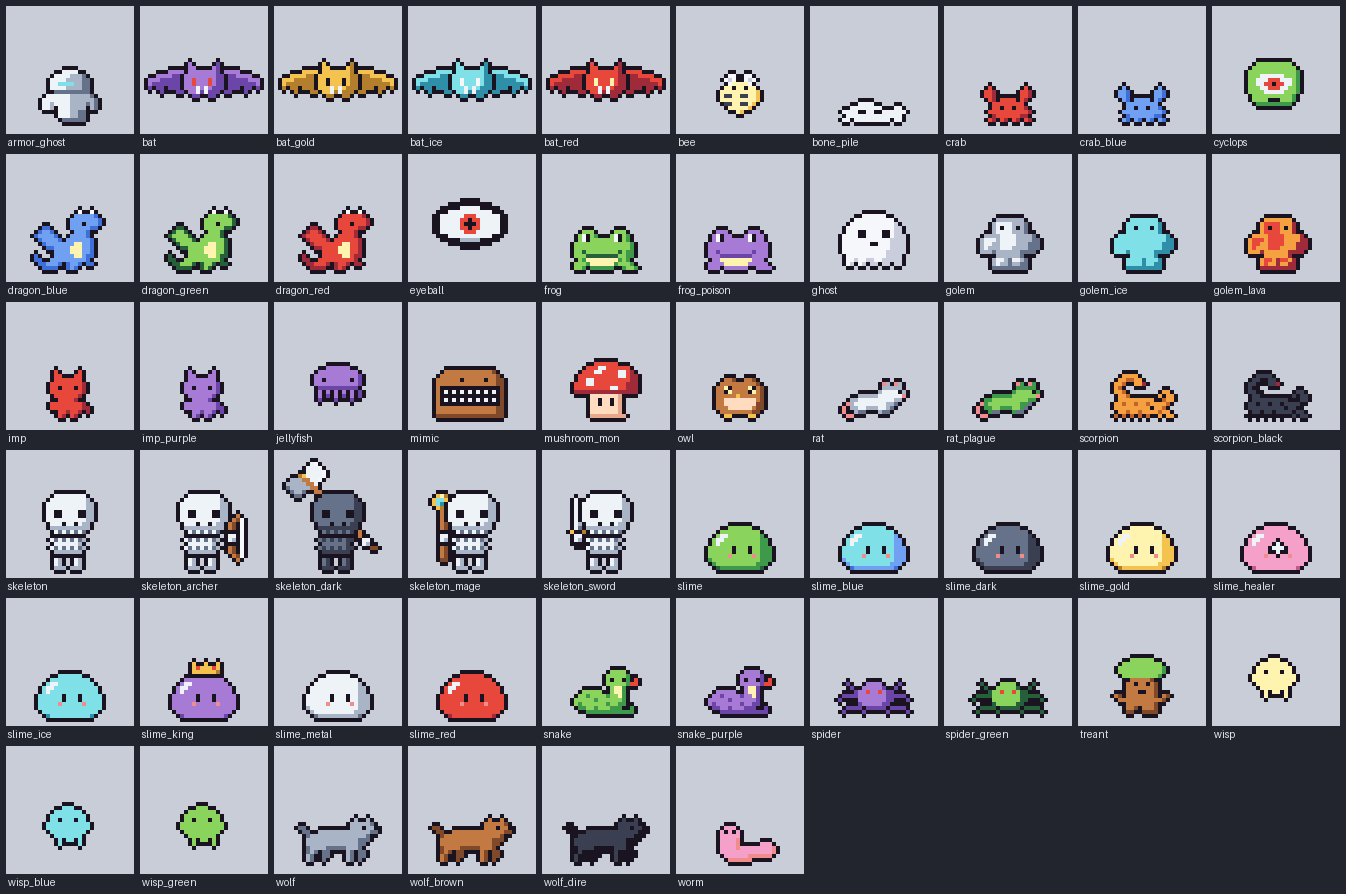 armor_ghost bat bat_gold bat_ice bat_red bee bone_pile crab crab_blue cyclops
dragon_blue dragon_green dragon_red eyeball frog frog_poison ghost golem golem_ice golem_lava
imp imp_purple jellyfish mimic mushroom_mon owl rat rat_plague scorpion scorpion_black
skeleton skeleton_archer skeleton_dark skeleton_mage skeleton_sword slime slime_blue slime_dark slime_gold slime_healer
slime_ice slime_king slime_metal slime_red snake snake_purple spider spider_green treant wisp
wisp_blue wisp_green wolf wolf_brown wolf_dire worm